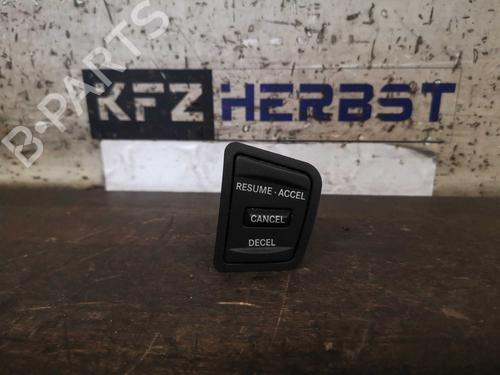 B-PARTS
KFZ HERBST
RESUME - ACCEL
CANCEL
DECEL